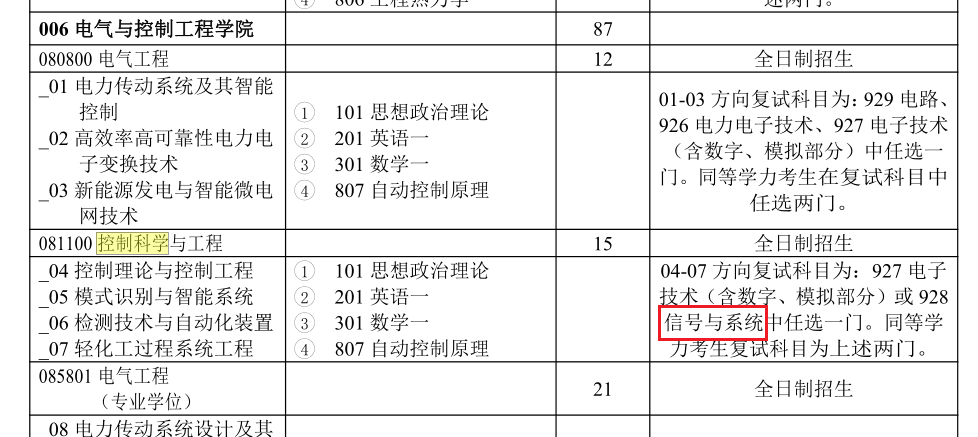 ④ 806 工程热力学
述两门。
006 电气与控制工程学院
87
080800 电气工程
12
全日制招生
_01 电力传动系统及其智能
控制
_02 高效率高可靠性电力电
子变换技术
_03 新能源发电与智能微电
网技术
① 101 思想政治理论
② 201 英语一
③ 301 数学一
④ 807 自动控制原理
01-03 方向复试科目为：929 电路、
926 电力电子技术、927 电子技术
（含数字、模拟部分）中任选一
门。同等学力考生在复试科目中
任选两门。
081100 控制科学与工程
15
全日制招生
_04 控制理论与控制工程
_05 模式识别与智能系统
_06 检测技术与自动化装置
_07 轻化工过程系统工程
① 101 思想政治理论
② 201 英语一
③ 301 数学一
④ 807 自动控制原理
04-07 方向复试科目为：927 电子
技术（含数字、模拟部分）或 928
信号与系统中任选一门。同等学
力考生复试科目为上述两门。
085801 电气工程
（专业学位）
21
全日制招生
08 电力传动系统设计及其